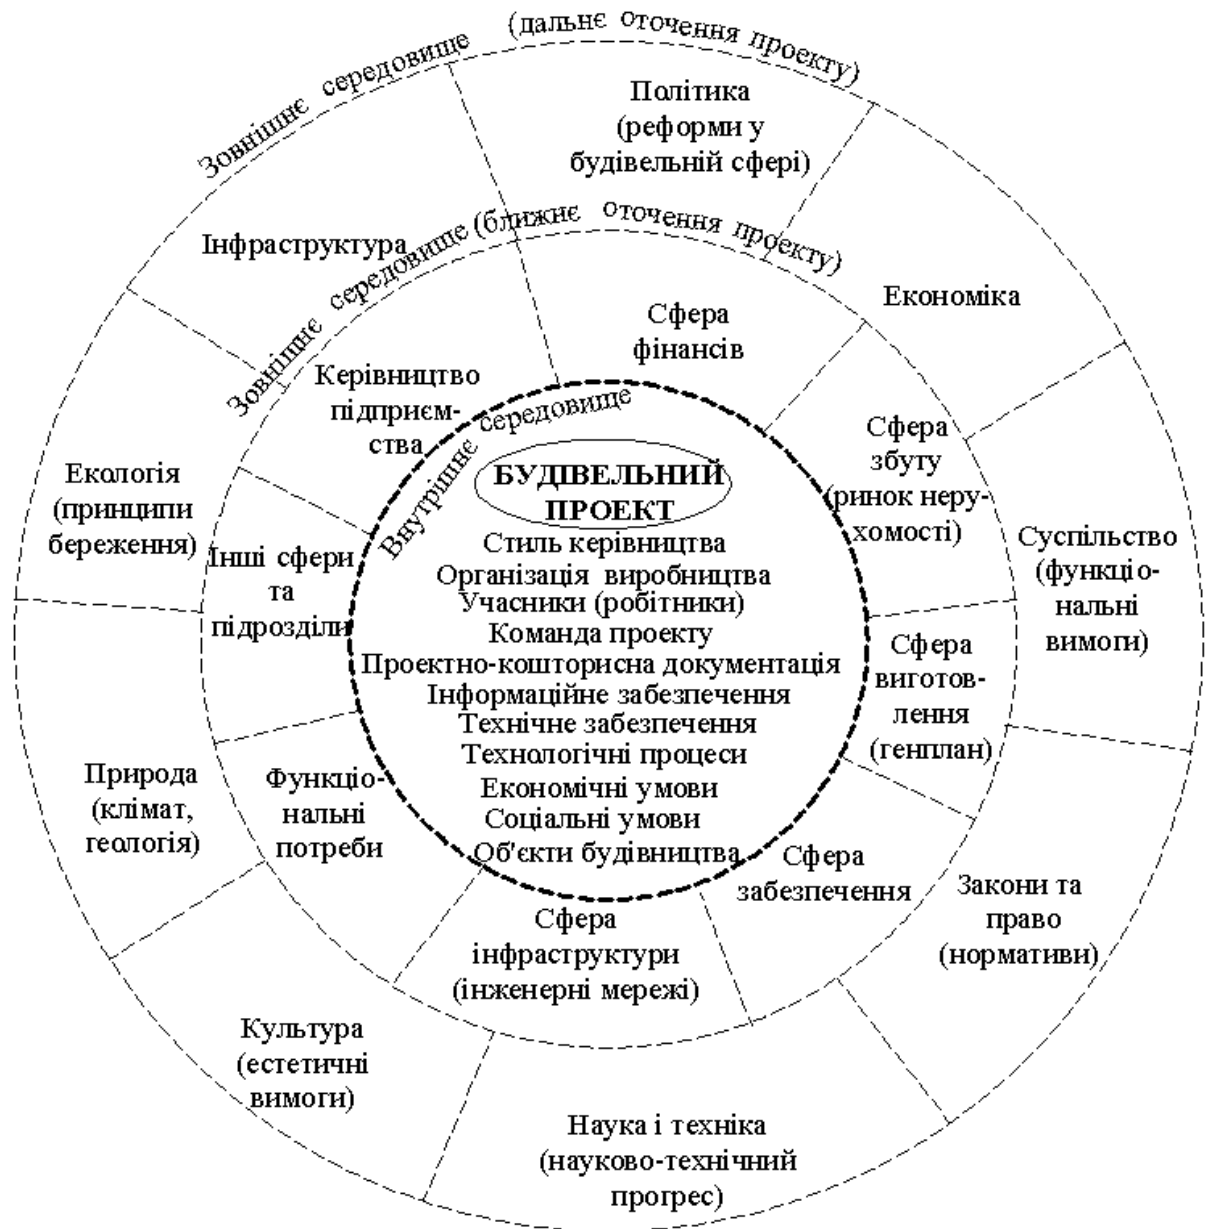 Зовнішнє середовище (дальнє оточення проекту)
Політика
(реформи у
будівельній сфері)
Інфраструктура
Економіка
Екологія
(принципи
береження)
Суспільство
(функціо-
нальні
вимоги)
Природа
(клімат,
геологія)
Закони та
право
(нормативи)
Культура
(естетичні
вимоги)
Наука і техніка
(науково-технічний
прогрес)
Зовнішнє середовище (ближнє оточення проекту)
Сфера
фінансів
Керівництво
підприєм-
ства
Сфера
збуту
(ринок неру-
хомості)
Інші сфери
та
підрозділи
Сфера
виготов-
лення
(генплан)
Функціо-
нальні
потреби
Сфера
забезпечення
Сфера
інфраструктури
(інженерні мережі)
Внутрішнє середовище
БУДІВЕЛЬНИЙ
ПРОЕКТ
Стиль керівництва
Організація виробництва
Учасники (робітники)
Команда проекту
Проектно-кошторисна документація
Інформаційне забезпечення
Технічне забезпечення
Технологічні процеси
Економічні умови
Соціальні умови
Об'єкти будівництва